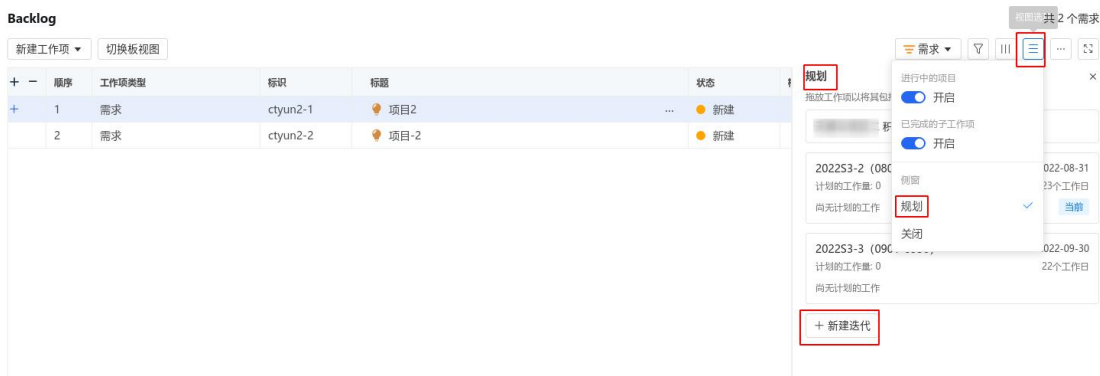 Backlog
视图选
共 2 个需求
新建工作项
切换板视图
需求
...
顺序 工作项类型 标识 标题 状态
1 需求 ctyun2-1 项目2 ... 新建
2 需求 ctyun2-2 项目-2 新建
规划
拖放工作项以将其包
积
2022S3-2（080
022-08-31
计划的工作量: 0
23个工作日
尚无计划的工作
当前
2022S3-3（090
022-09-30
计划的工作量: 0
22个工作日
尚无计划的工作
+ 新建迭代
进行中的项目
开启
已完成的子工作项
开启
侧窗
规划
关闭